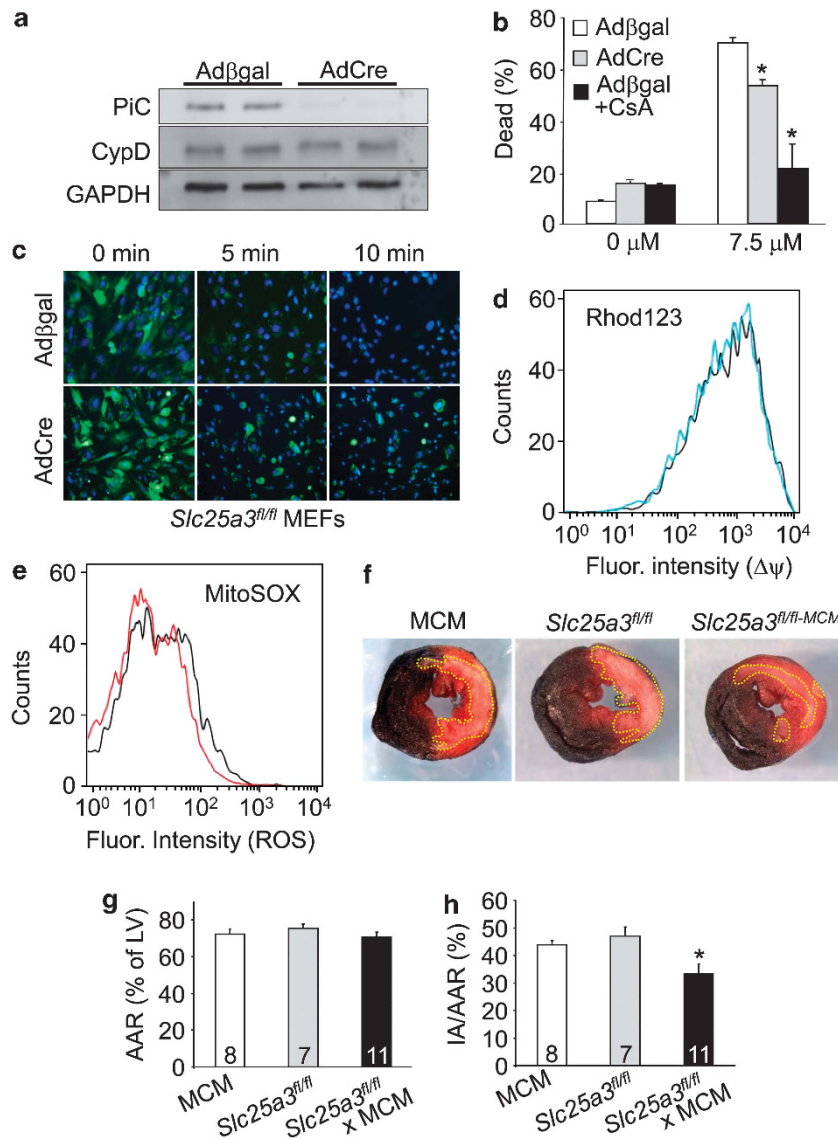 a
Adβgal AdCre
PiC
CypD
GAPDH
b
Adβgal
AdCre
Adβgal
+CsA
Dead (%)
80
60
40
20
0
*
*
0 μM 7.5 μM
c
0 min 5 min 10 min
Adβgal
AdCre
Slc25a3fl/fl MEFs
d
Rhod123
Counts
60
40
20
0
10⁰ 10¹ 10² 10³ 10⁴
Fluor. intensity (Δψ)
e
MitoSOX
Counts
60
40
20
0
10⁰ 10¹ 10² 10³ 10⁴
Fluor. Intensity (ROS)
f
MCM Slc25a3fl/fl Slc25a3fl/fl-MCM
g
AAR (% of LV)
80
60
40
20
0
8 7 11
MCM
Slc25a3fl/fl
Slc25a3fl/fl
x MCM
h
IA/AAR (%)
60
50
40
30
20
10
0
*
8 7 11
MCM
Slc25a3fl/fl
Slc25a3fl/fl
x MCM